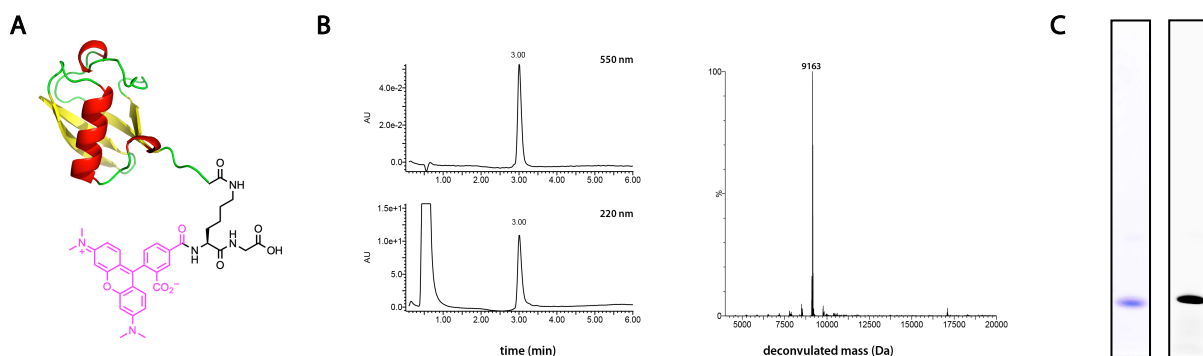 A
B
C
O
NH
N
+
O
N
O
N
H
O
H
N
O
OH
CO₂⁻
3.00
550 nm
AU
4.0e-2
2.0e-2
0.0
1.00 2.00 3.00 4.00 5.00 6.00
3.00
220 nm
AU
1.5e+1
1.0e+1
5.0
0.0
1.00 2.00 3.00 4.00 5.00 6.00
time (min)
9163
100
%
0
5000 7500 10000 12500 15000 17500 20000
deconvulated mass (Da)